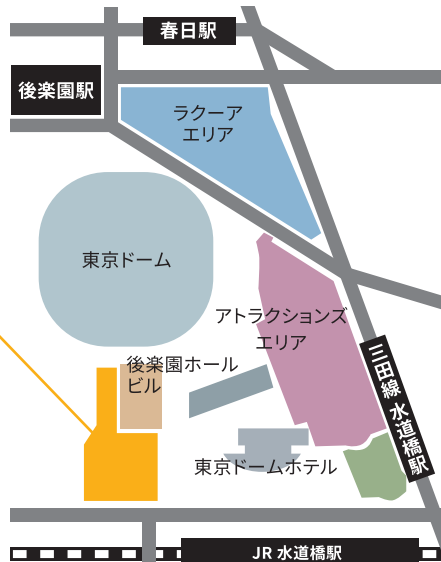 春日駅
後楽園駅
ラクーア
エリア
東京ドーム
アトラクションズ
エリア
後楽園ホール
ビル
三田線 水道橋駅
東京ドームホテル
JR 水道橋駅